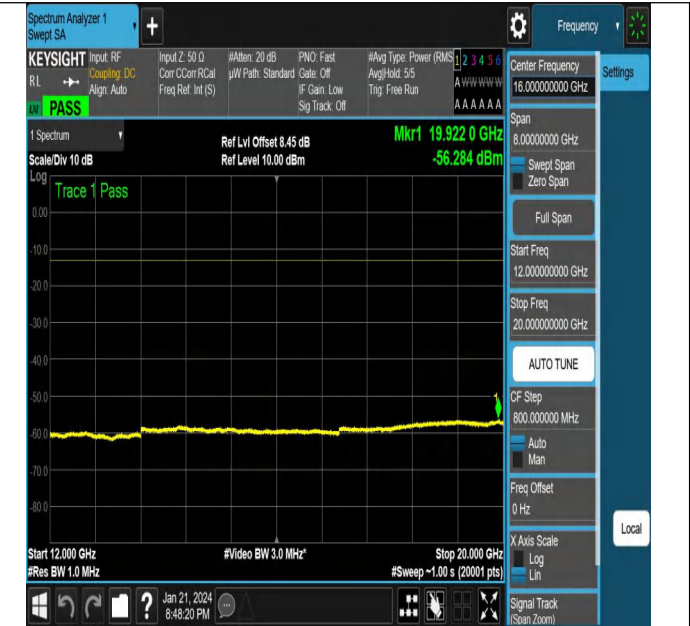 Spectrum Analyzer 1
Swept SA
+
Frequency
KEYSIGHT
RL
LXI
PASS
Input: RF
Coupling: DC
Align: Auto
Input Z: 50 Ω
Corr CCorr RCal
Freq Ref: Int (S)
#Atten: 20 dB
µW Path: Standard
PNO: Fast
Gate: Off
IF Gain: Low
Sig Track: Off
#Avg Type: Power (RMS
Avg|Hold: 5/5
Trig: Free Run
1 2 3 4 5 6
A W W W W W
A A A A A A
1 Spectrum
Scale/Div 10 dB
Ref Lvl Offset 8.45 dB
Ref Level 10.00 dBm
Mkr1 19.922 0 GHz
-56.284 dBm
Log
Trace 1 Pass
0.00
-10.0
-20.0
-30.0
-40.0
-50.0
-60.0
-70.0
-80.0
1
Start 12.000 GHz
#Res BW 1.0 MHz
#Video BW 3.0 MHz*
Stop 20.000 GHz
#Sweep ~1.00 s (20001 pts)
Center Frequency
16.000000000 GHz
Settings
Span
8.00000000 GHz
Swept Span
Zero Span
Full Span
Start Freq
12.000000000 GHz
Stop Freq
20.000000000 GHz
AUTO TUNE
CF Step
800.000000 MHz
Auto
Man
Freq Offset
0 Hz
X Axis Scale
Log
Lin
Local
Signal Track
(Span Zoom)
?
Jan 21, 2024
8:48:20 PM